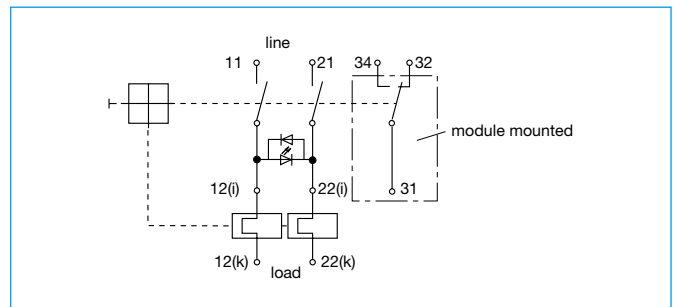 line
11 21 34 32
module mounted
12(i) 22(i) 31
12(k) 22(k)
load